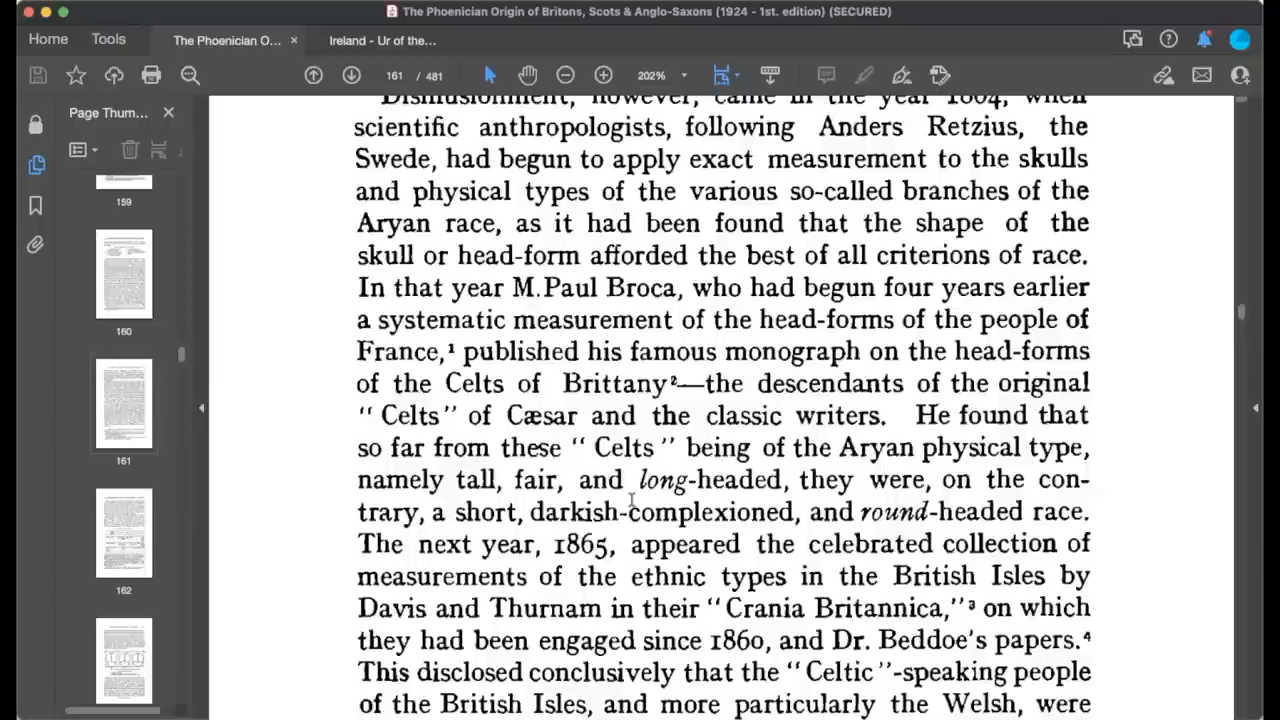 The Phoenician Origin of Britons, Scots & Anglo-Saxons (1924 - 1st. edition) (SECURED)
Home
Tools
The Phoenician O...
Ireland - Ur of the...
161 / 481
202%
Page Thum...
159
160
161
162
Disillusionment, however, came in the year 1864, when
scientific anthropologists, following Anders Retzius, the
Swede, had begun to apply exact measurement to the skulls
and physical types of the various so-called branches of the
Aryan race, as it had been found that the shape of the
skull or head-form afforded the best of all criterions of race.
In that year M.Paul Broca, who had begun four years earlier
a systematic measurement of the head-forms of the people of
France,¹ published his famous monograph on the head-forms
of the Celts of Brittany²—the descendants of the original
“ Celts” of Cæsar and the classic writers. He found that
so far from these “ Celts ” being of the Aryan physical type,
namely tall, fair, and long-headed, they were, on the con-
trary, a short, darkish-complexioned, and round-headed race.
The next year, 1865, appeared the celebrated collection of
measurements of the ethnic types in the British Isles by
Davis and Thurnam in their “Crania Britannica,”³ on which
they had been engaged since 1860, and Dr. Beddoe's papers.⁴
This disclosed conclusively that the “Celtic”-speaking people
of the British Isles, and more particularly the Welsh, were